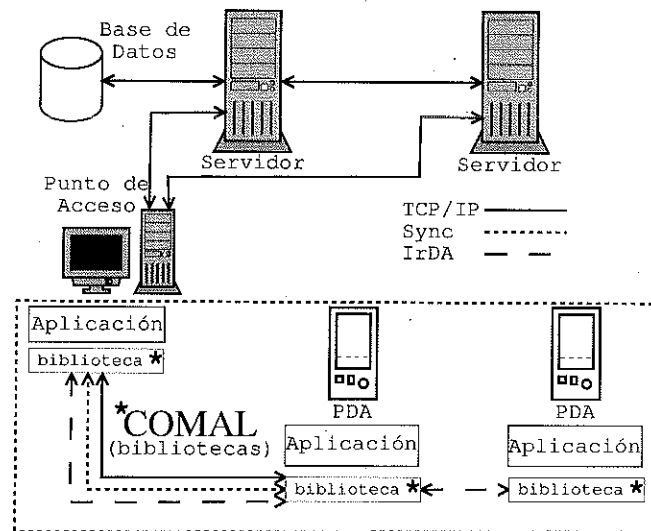 Base de
Datos
Servidor
Servidor
Punto de
Acceso
TCP/IP
Sync
IrDA
Aplicación
biblioteca *
*COMAL
(bibliotecas)
PDA
PDA
Aplicación
Aplicación
biblioteca *
biblioteca *